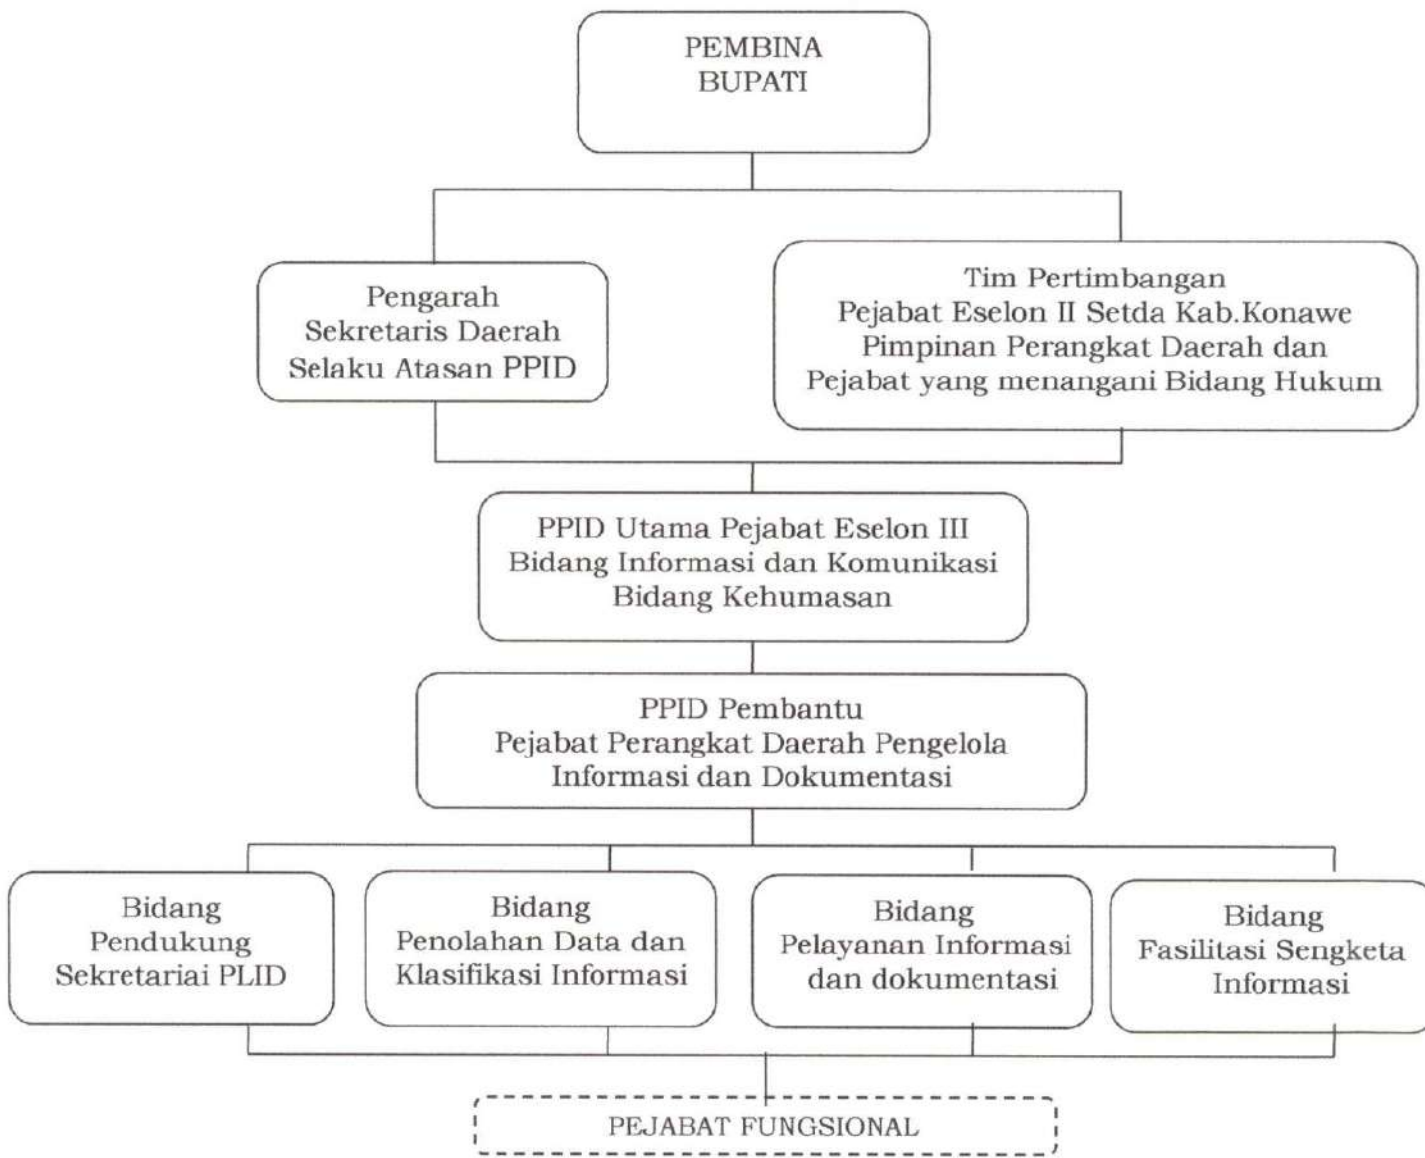 PEMBINA
BUPATI
Pengarah
Sekretaris Daerah
Selaku Atasan PPID
Tim Pertimbangan
Pejabat Eselon II Setda Kab.Konawe
Pimpinan Perangkat Daerah dan
Pejabat yang menangani Bidang Hukum
PPID Utama Pejabat Eselon III
Bidang Informasi dan Komunikasi
Bidang Kehumasan
PPID Pembantu
Pejabat Perangkat Daerah Pengelola
Informasi dan Dokumentasi
Bidang
Pendukung
Sekretariai PLID
Bidang
Penolahan Data dan
Klasifikasi Informasi
Bidang
Pelayanan Informasi
dan dokumentasi
Bidang
Fasilitasi Sengketa
Informasi
PEJABAT FUNGSIONAL